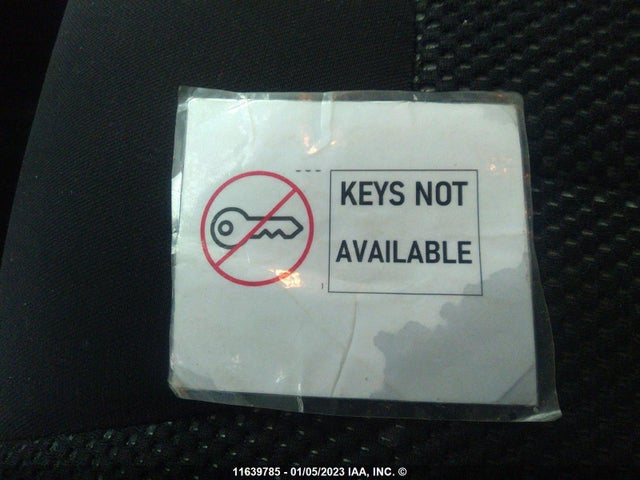 KEYS NOT
AVAILABLE
11639785 - 01/05/2023 IAA, INC. ©